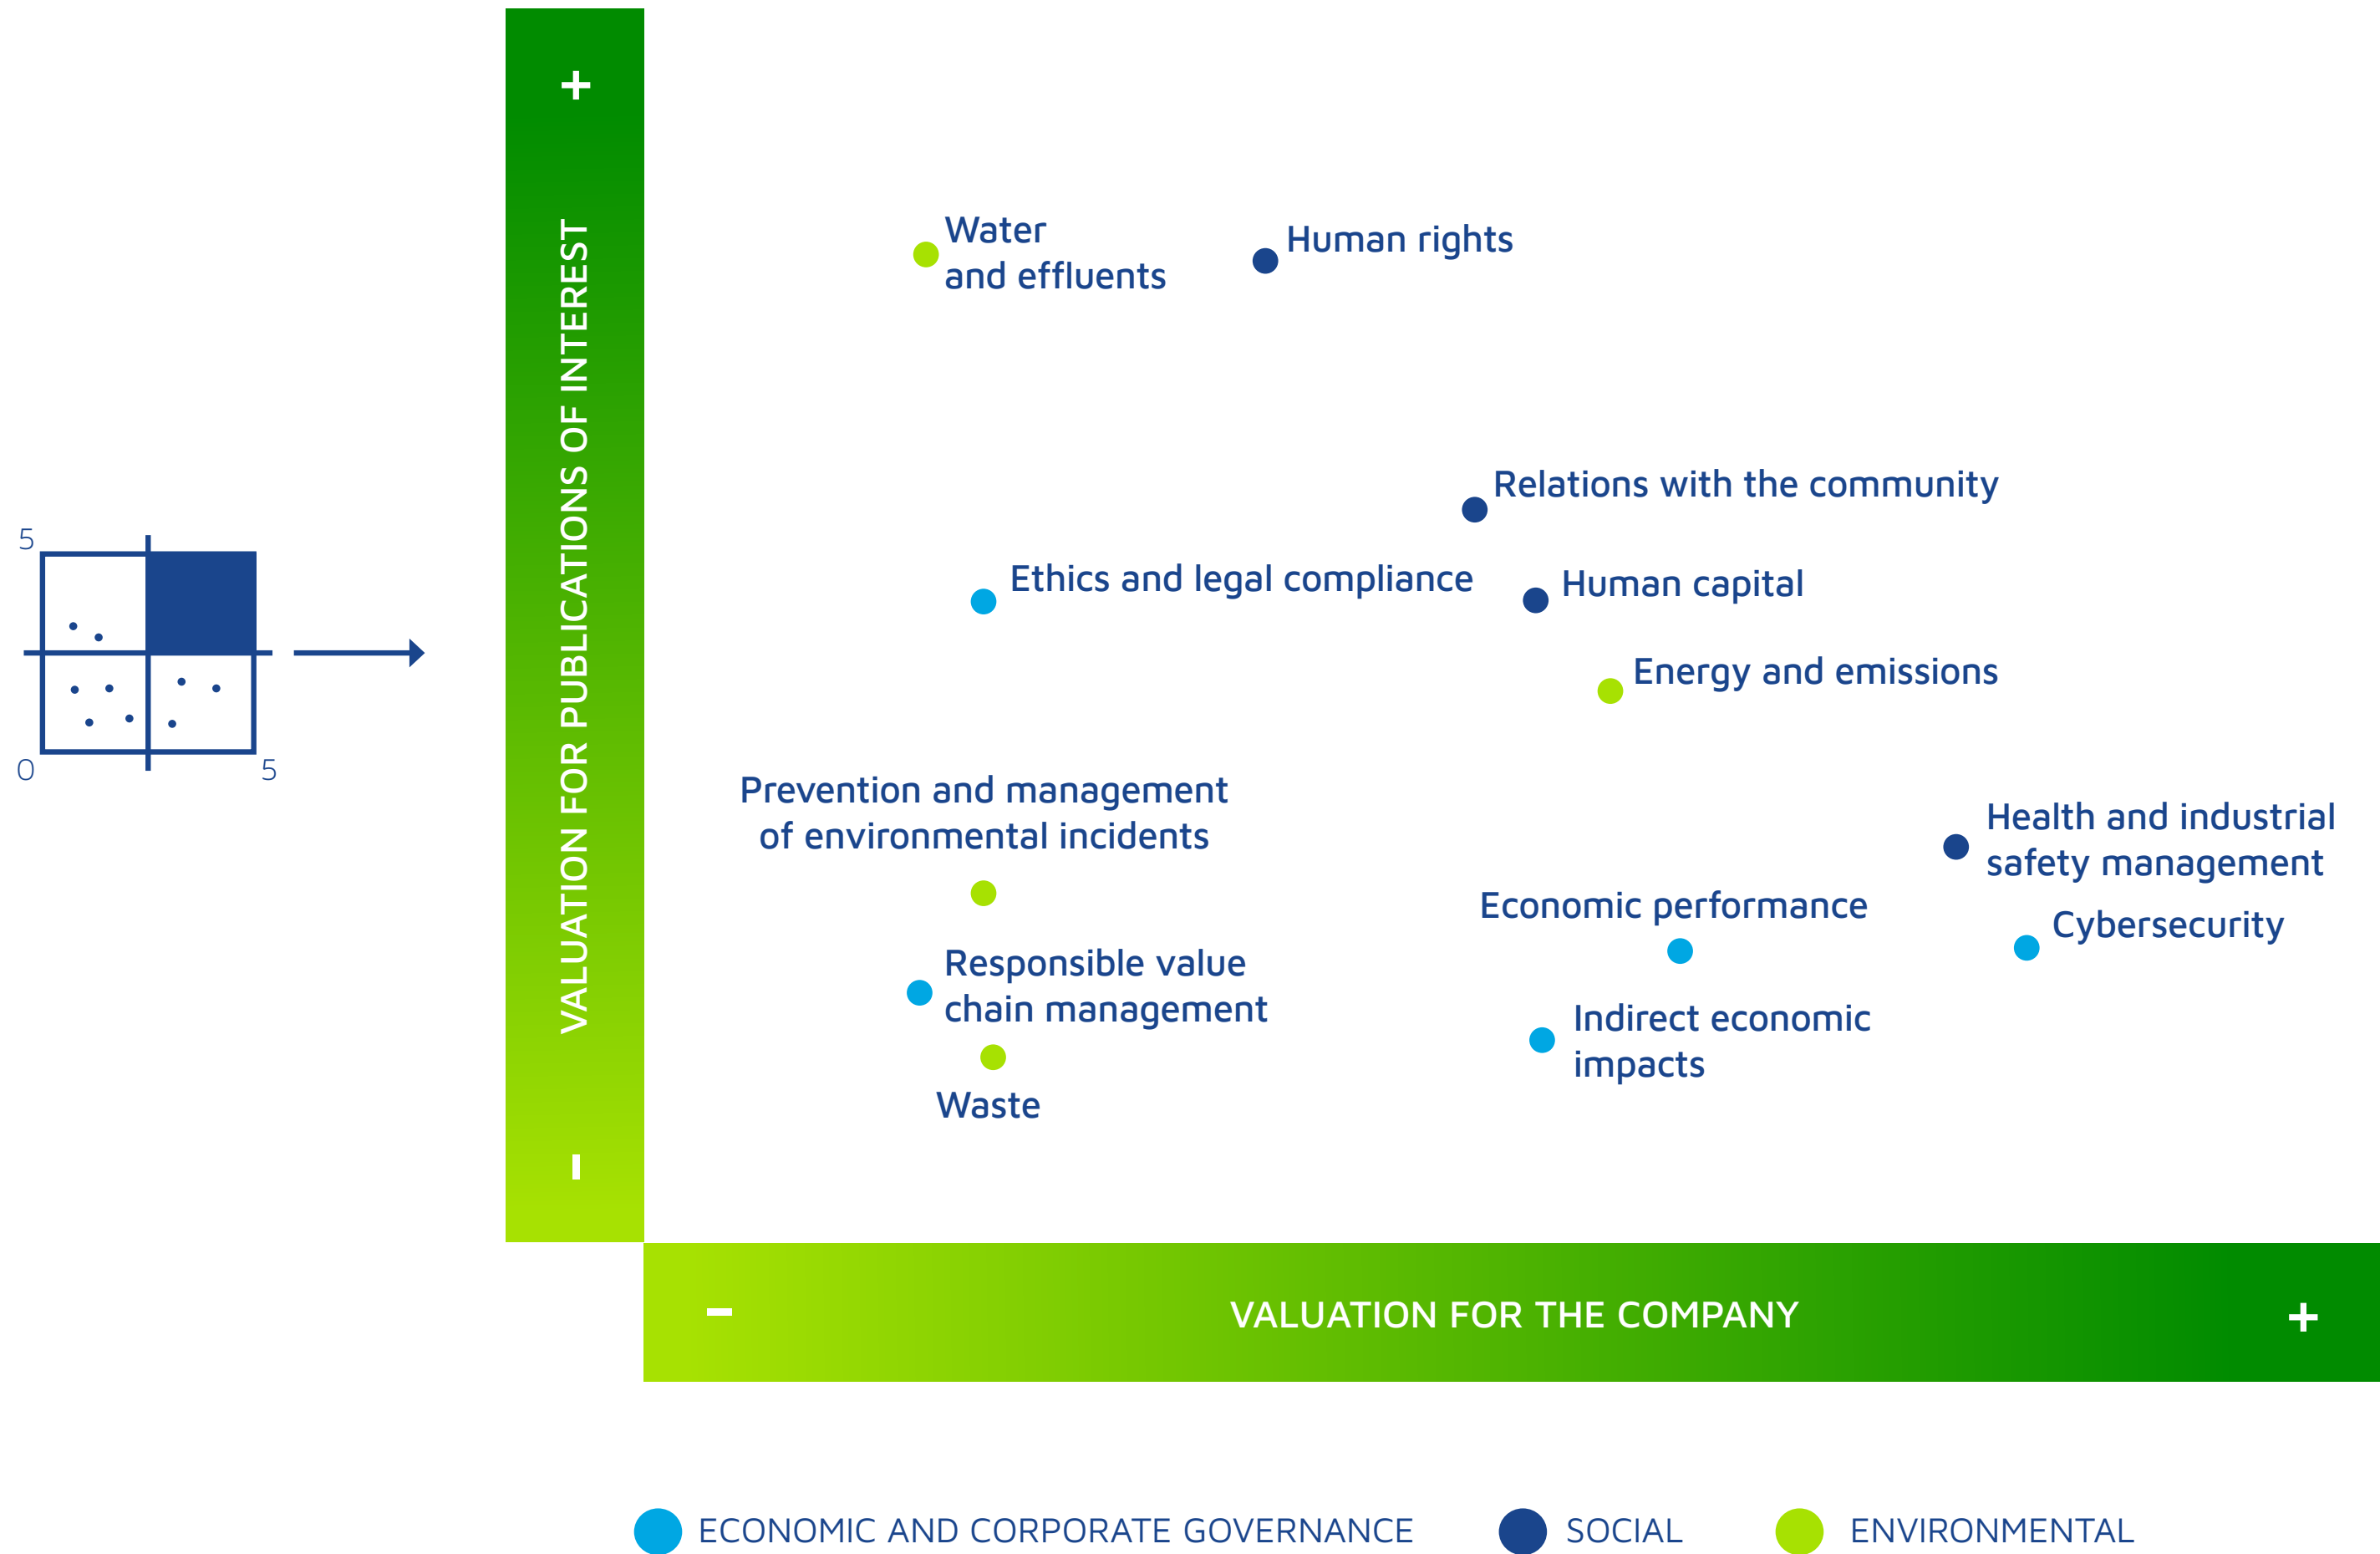 5
0
5
+
VALUATION FOR PUBLICATIONS OF INTEREST
-
Water
and effluents
Human rights
Relations with the community
Ethics and legal compliance
Human capital
Energy and emissions
Prevention and management
of environmental incidents
Health and industrial
safety management
Economic performance
Cybersecurity
Responsible value
chain management
Indirect economic
impacts
Waste
-
VALUATION FOR THE COMPANY
+
ECONOMIC AND CORPORATE GOVERNANCE
SOCIAL
ENVIRONMENTAL